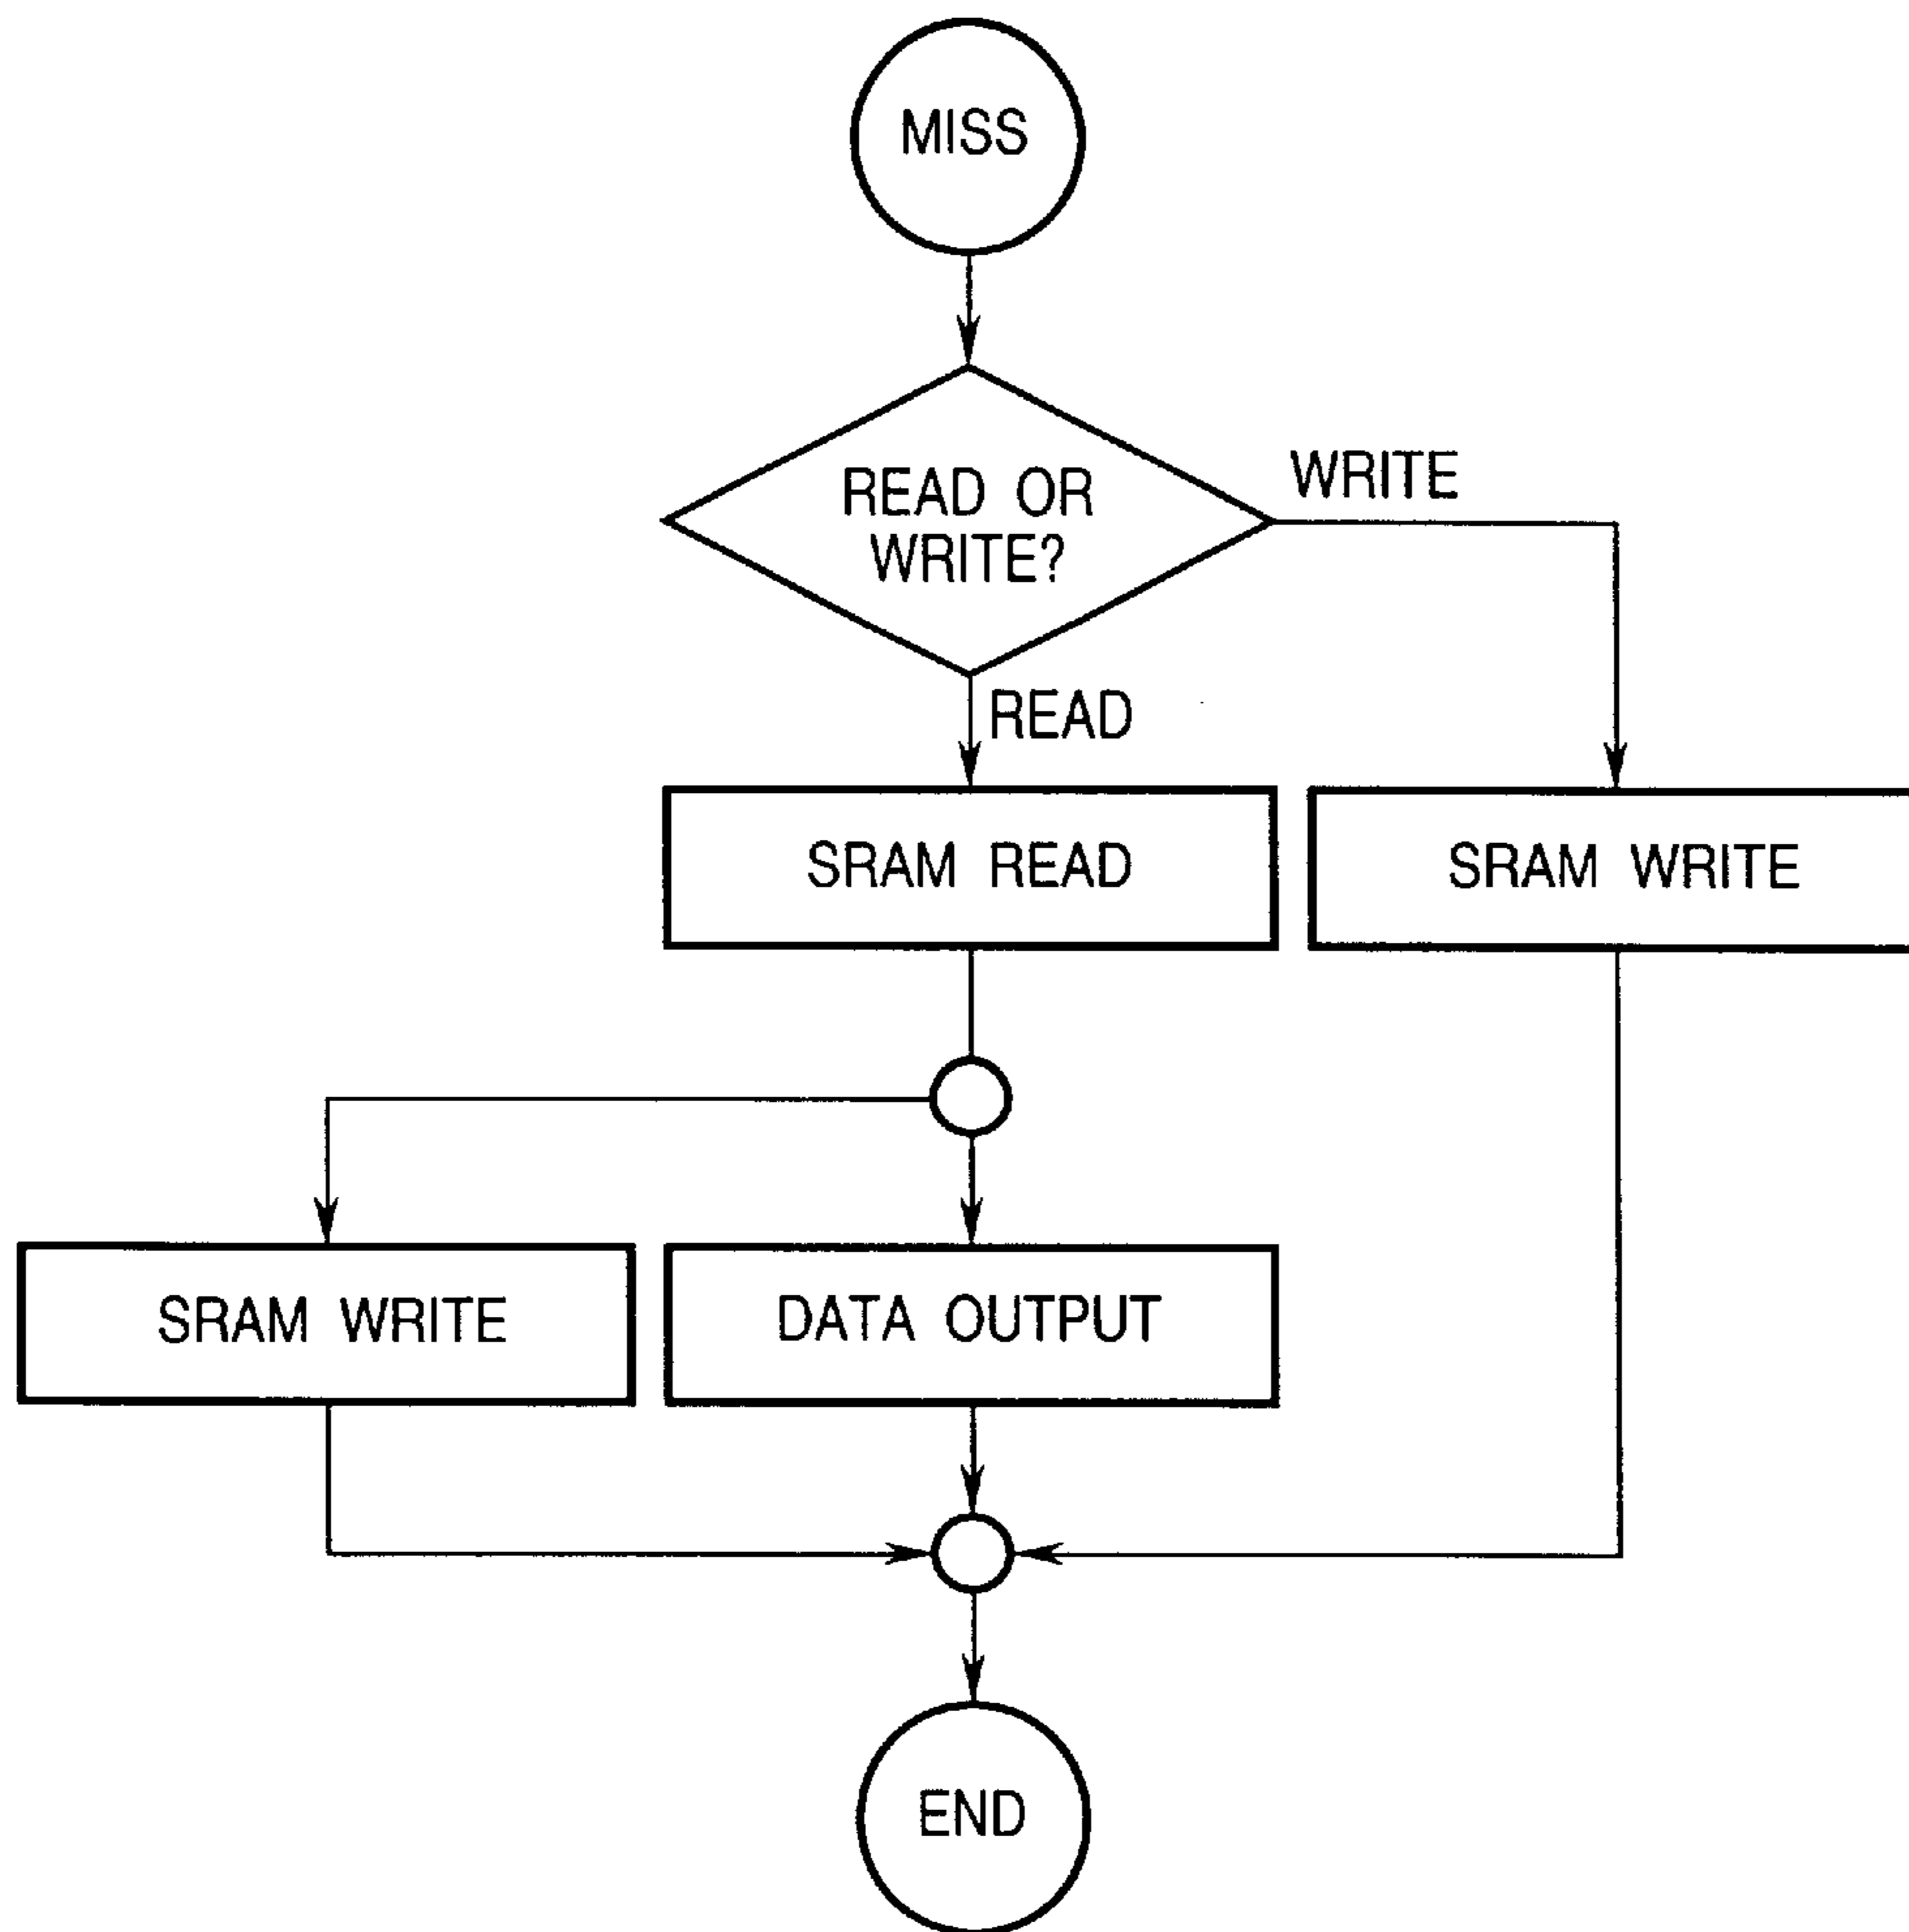 MISS
READ OR
WRITE?
WRITE
READ
SRAM READ
SRAM WRITE
SRAM WRITE
DATA OUTPUT
END